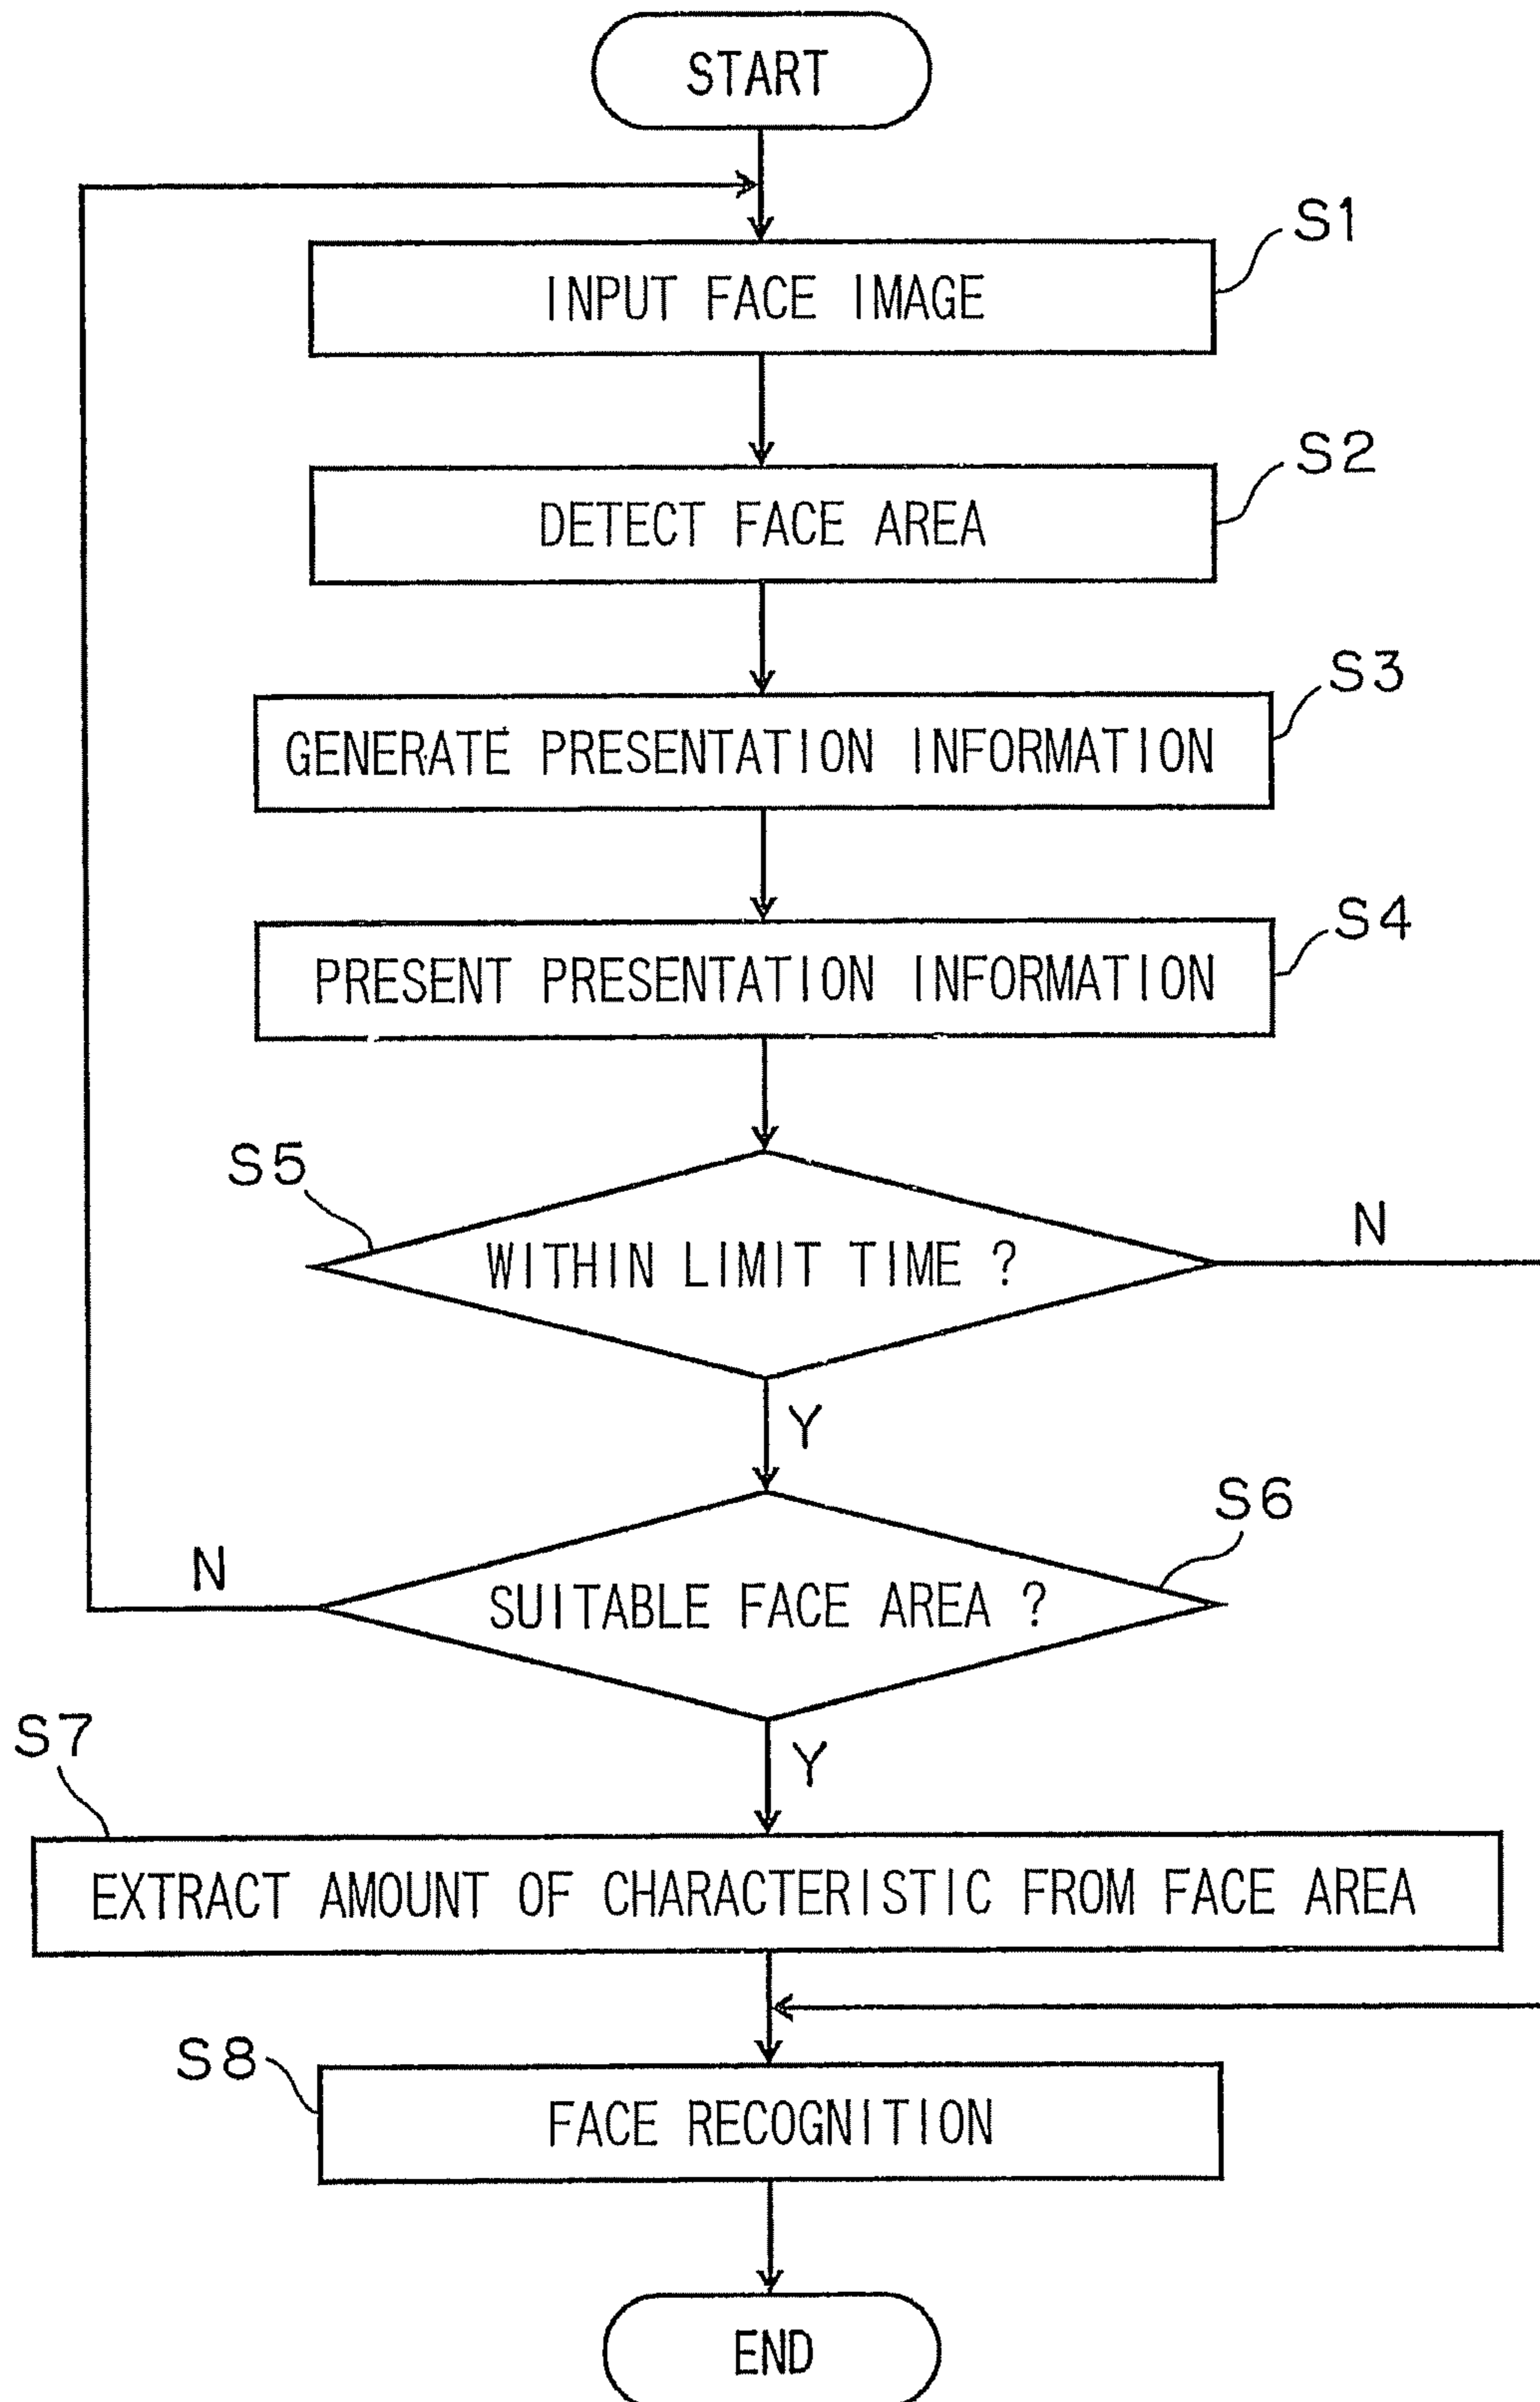 START
S1
INPUT FACE IMAGE
S2
DETECT FACE AREA
S3
GENERATE PRESENTATION INFORMATION
S4
PRESENT PRESENTATION INFORMATION
S5
WITHIN LIMIT TIME ?
N
Y
S6
N
SUITABLE FACE AREA ?
S7
Y
EXTRACT AMOUNT OF CHARACTERISTIC FROM FACE AREA
S8
FACE RECOGNITION
END